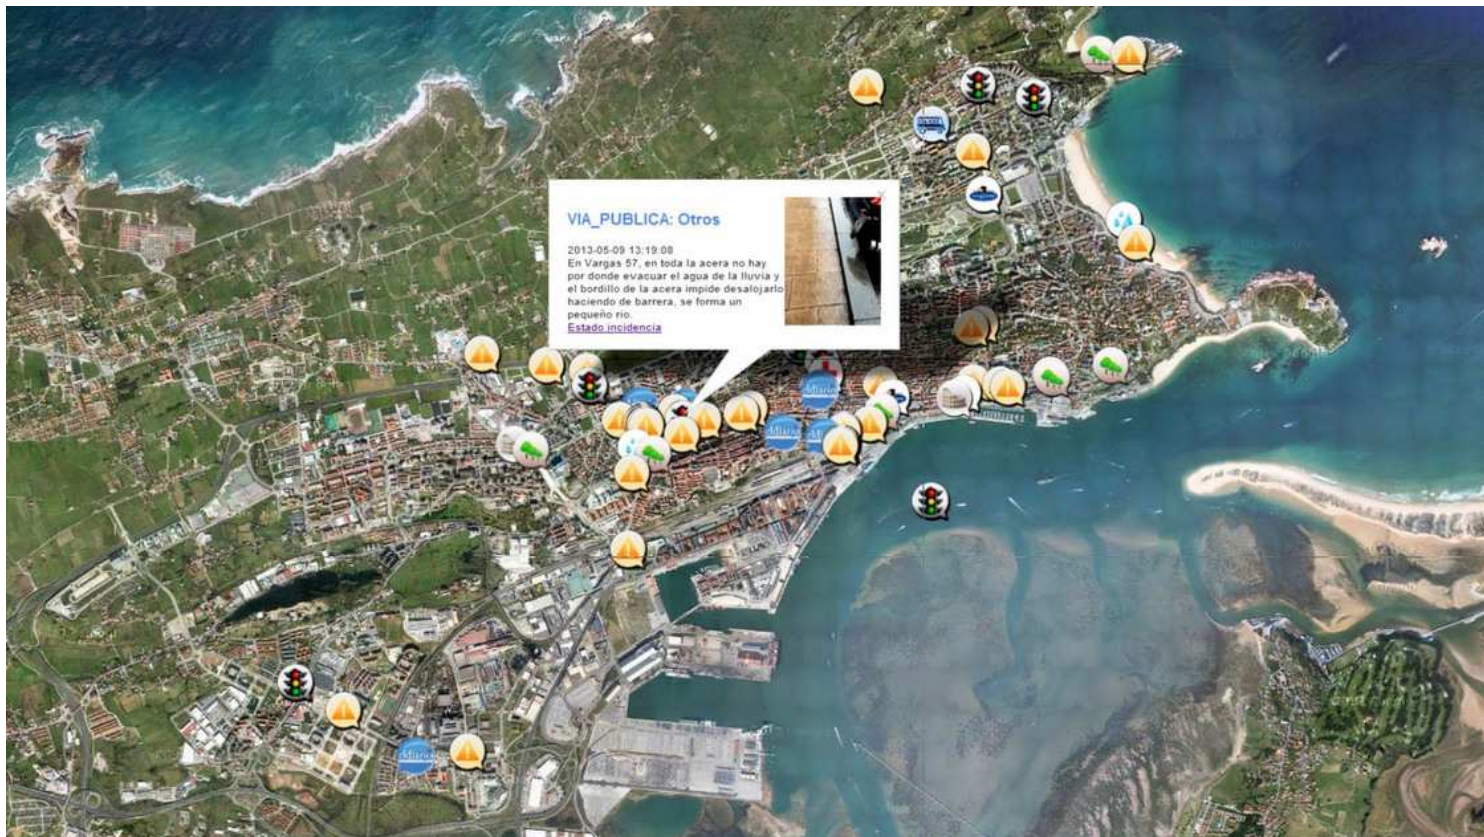 VIA_PUBLICA: Otros
2013-05-09 13:19:08
En Vargas 57, en toda la acera no hay
por donde evacuar el agua de la lluvia y
el bordillo de la acera impide desalojarlo
haciendo de barrera, se forma un
pequeño rio.
Estado incidencia